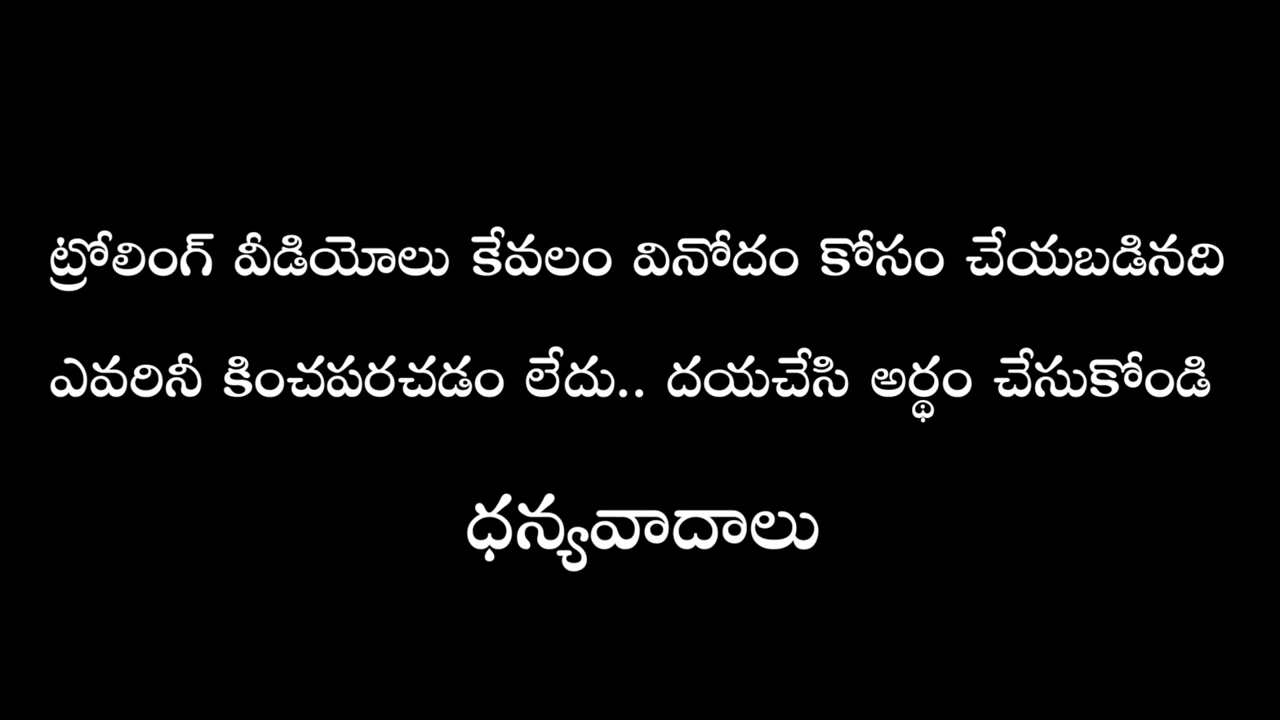 ట్రోలింగ్ వీడియోలు కేవలం వినోదం కోసం చేయబడినది
ఎవరినీ కించపరచడం లేదు.. దయచేసి అర్థం చేసుకోండి
ధన్యవాదాలు